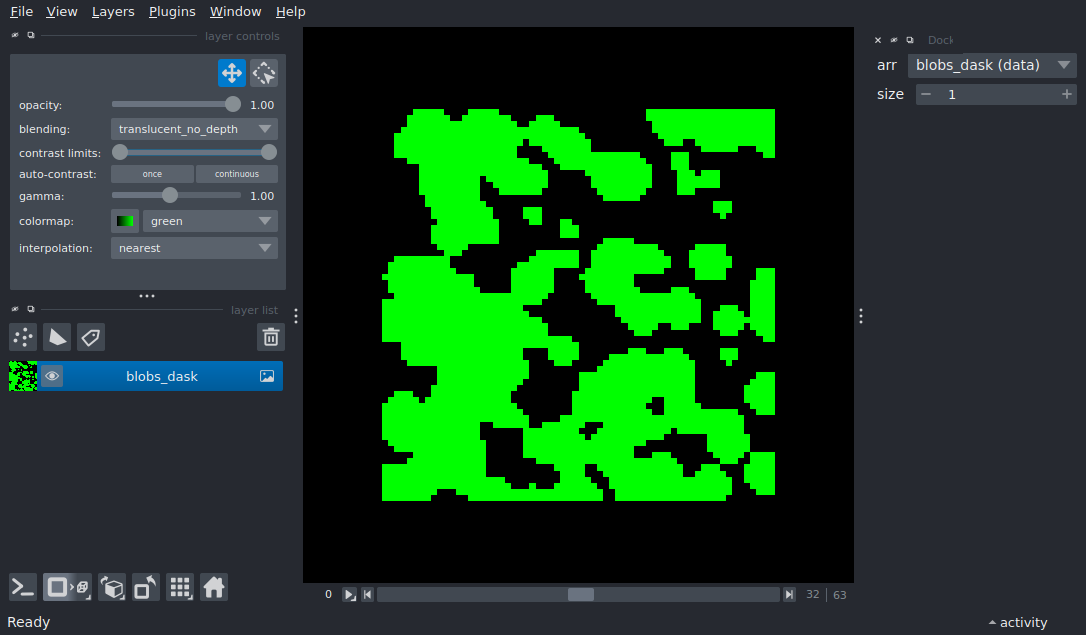 File View Layers Plugins Window Help
layer controls
opacity: 1.00
blending: translucent_no_depth
contrast limits:
auto-contrast: once continuous
gamma: 1.00
colormap: green
interpolation: nearest
layer list
blobs_dask
Dock
arr blobs_dask (data)
size 1
0 32 63
Ready
activity